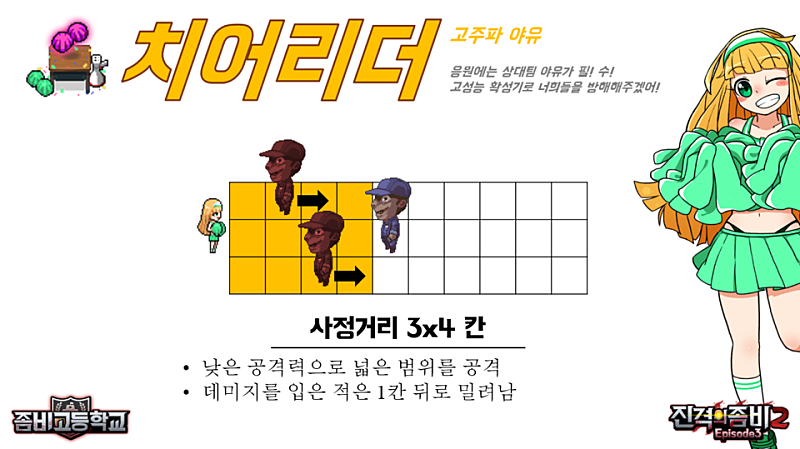 치어리더
고주파 야유
응원에는 상대팀 야유가 필! 수!
고성능 확성기로 너희들을 방해해주겠어!
사정거리 3x4 칸
• 낮은 공격력으로 넓은 범위를 공격
• 데미지를 입은 적은 1칸 뒤로 밀려남
좀비고등학교
진격의좀비2
Episode3